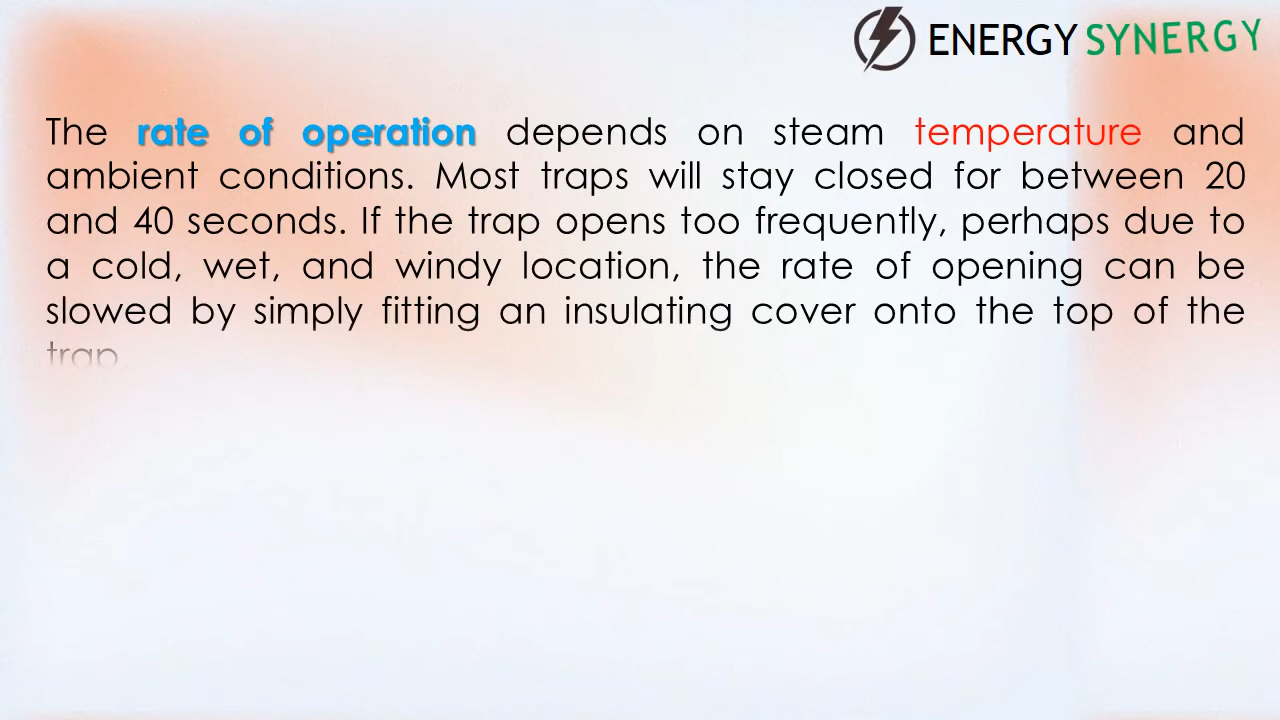 ENERGY SYNERGY
The rate of operation depends on steam temperature and
ambient conditions. Most traps will stay closed for between 20
and 40 seconds. If the trap opens too frequently, perhaps due to
a cold, wet, and windy location, the rate of opening can be
slowed by simply fitting an insulating cover onto the top of the
trap